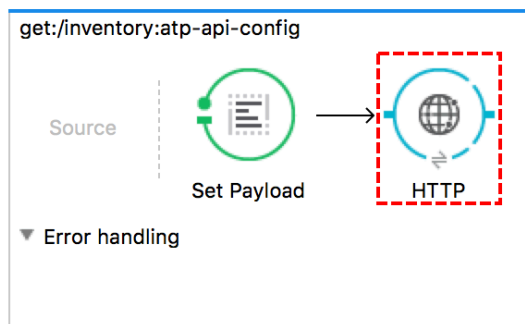 get:/inventory:atp-api-config
Source
Set Payload
HTTP
Error handling